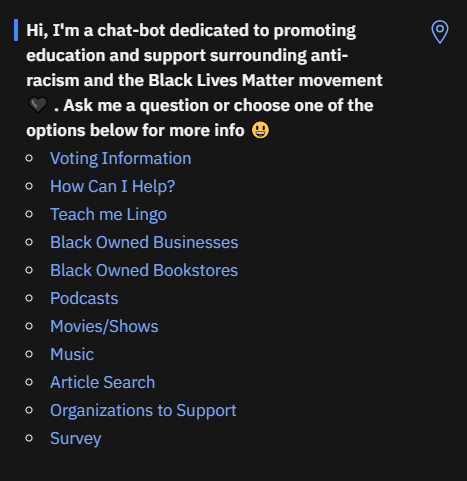 Hi, I'm a chat-bot dedicated to promoting
education and support surrounding anti-
racism and the Black Lives Matter movement
🖤 . Ask me a question or choose one of the
options below for more info 😃
Voting Information
How Can I Help?
Teach me Lingo
Black Owned Businesses
Black Owned Bookstores
Podcasts
Movies/Shows
Music
Article Search
Organizations to Support
Survey